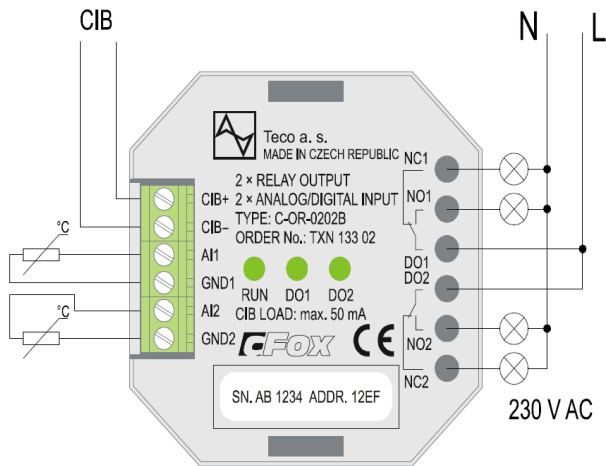 CIB
N L
Teco a. s.
MADE IN CZECH REPUBLIC
2 × RELAY OUTPUT
2 × ANALOG/DIGITAL INPUT
TYPE: C-OR-0202B
ORDER No.: TXN 133 02
CIB+
CIB–
AI1
GND1
AI2
GND2
°C
°C
RUN DO1 DO2
CIB LOAD: max. 50 mA
CFox CE
SN. AB 1234 ADDR. 12EF
NC1
NO1
DO1
DO2
NO2
NC2
230 V AC